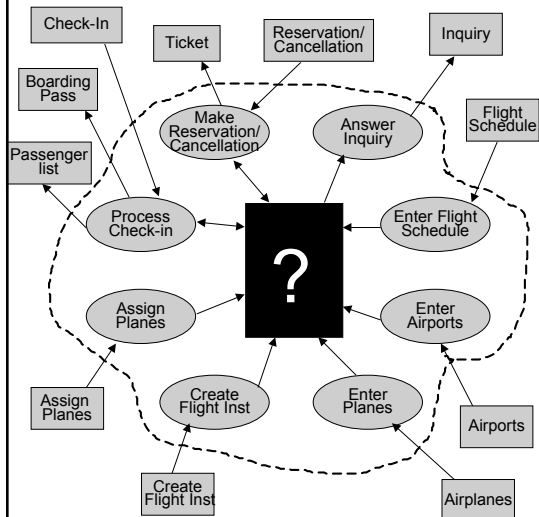 Check-In
Ticket
Reservation/
Cancellation
Inquiry
Boarding
Pass
Make
Reservation/
Cancellation
Answer
Inquiry
Flight
Schedule
Passenger
list
Process
Check-in
?
Enter Flight
Schedule
Assign
Planes
Enter
Airports
Assign
Planes
Create
Flight Inst
Enter
Planes
Airports
Create
Flight Inst
Airplanes